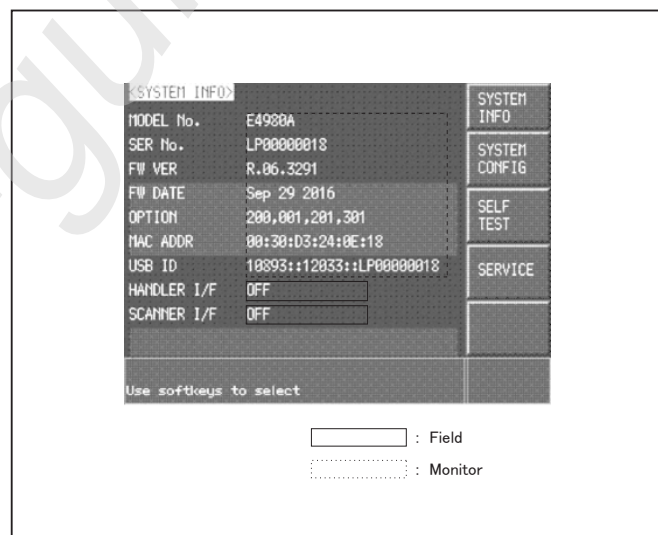 <SYSTEM INFO>
MODEL No. E4980A
SER No. LP00000018
FW VER R.06.3291
FW DATE Sep 29 2016
OPTION 200,001,201,301
MAC ADDR 00:30:D3:24:0E:18
USB ID 10893::12033::LP00000018
HANDLER I/F OFF
SCANNER I/F OFF
Use softkeys to select
SYSTEM
INFO
SYSTEM
CONFIG
SELF
TEST
SERVICE
: Field
: Monitor